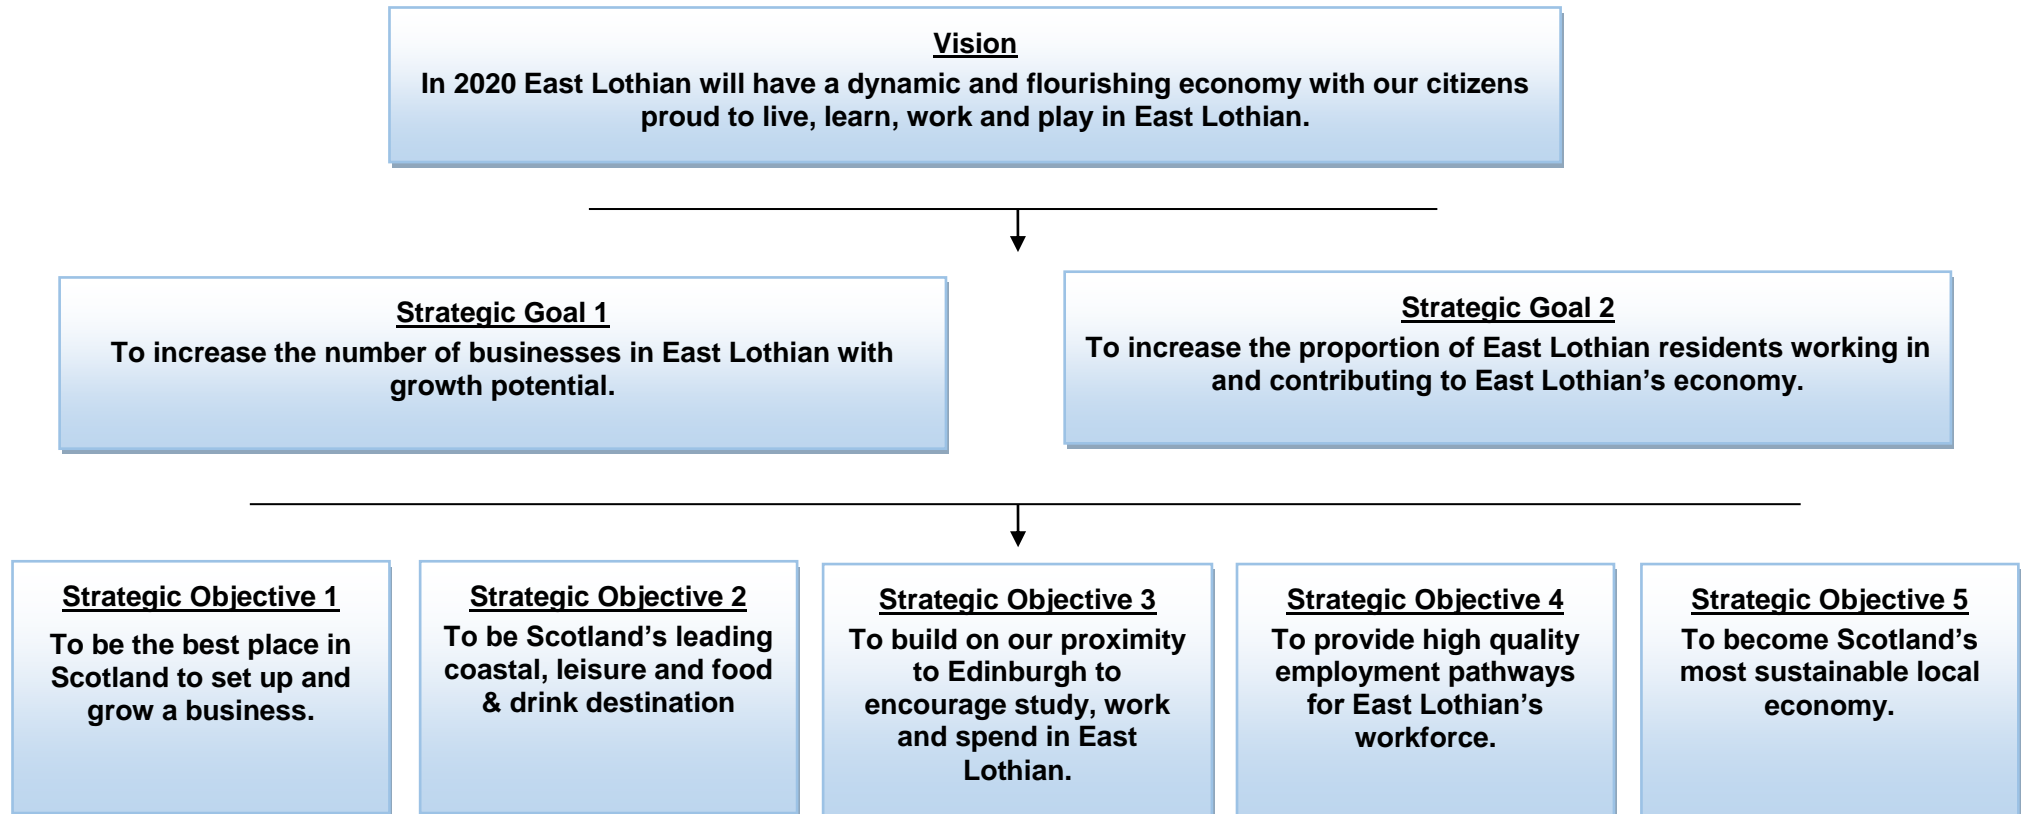 Vision
In 2020 East Lothian will have a dynamic and flourishing economy with our citizens
proud to live, learn, work and play in East Lothian.
Strategic Goal 1
To increase the number of businesses in East Lothian with
growth potential.
Strategic Goal 2
To increase the proportion of East Lothian residents working in
and contributing to East Lothian’s economy.
Strategic Objective 1
To be the best place in
Scotland to set up and
grow a business.
Strategic Objective 2
To be Scotland’s leading
coastal, leisure and food
& drink destination
Strategic Objective 3
To build on our proximity
to Edinburgh to
encourage study, work
and spend in East
Lothian.
Strategic Objective 4
To provide high quality
employment pathways
for East Lothian’s
workforce.
Strategic Objective 5
To become Scotland’s
most sustainable local
economy.